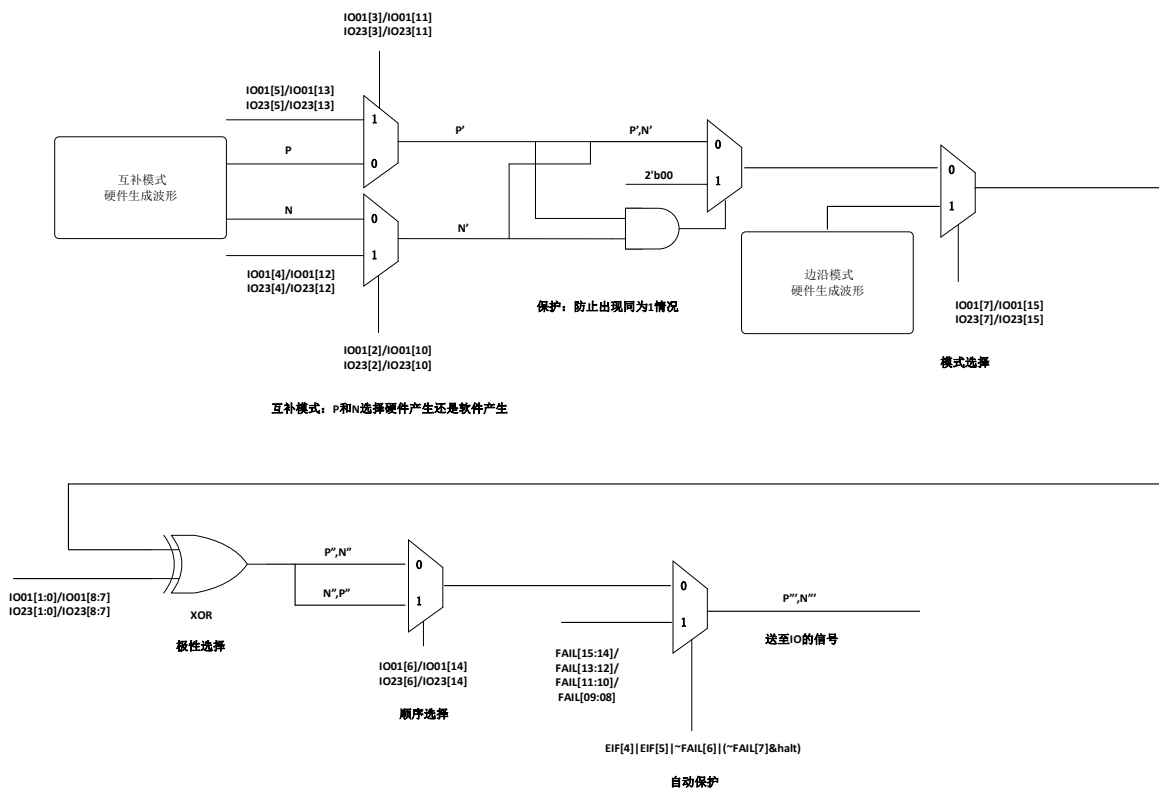 IO01[3]/IO01[11]
IO23[3]/IO23[11]
IO01[5]/IO01[13]
IO23[5]/IO23[13]
1
P
0
P'
互补模式
硬件生成波形
N
0
1
N'
IO01[4]/IO01[12]
IO23[4]/IO23[12]
IO01[2]/IO01[10]
IO23[2]/IO23[10]
互补模式：P和N选择硬件产生还是软件产生
P',N'
0
2'b00
1
保护：防止出现同为1情况
0
1
边沿模式
硬件生成波形
IO01[7]/IO01[15]
IO23[7]/IO23[15]
模式选择
IO01[1:0]/IO01[8:7]
IO23[1:0]/IO23[8:7]
XOR
极性选择
P",N"
0
N",P"
1
IO01[6]/IO01[14]
IO23[6]/IO23[14]
顺序选择
0
1
FAIL[15:14]/
FAIL[13:12]/
FAIL[11:10]/
FAIL[09:08]
P"',N"'
送至IO的信号
EIF[4]|EIF[5]|~FAIL[6]|(~FAIL[7]&halt)
自动保护